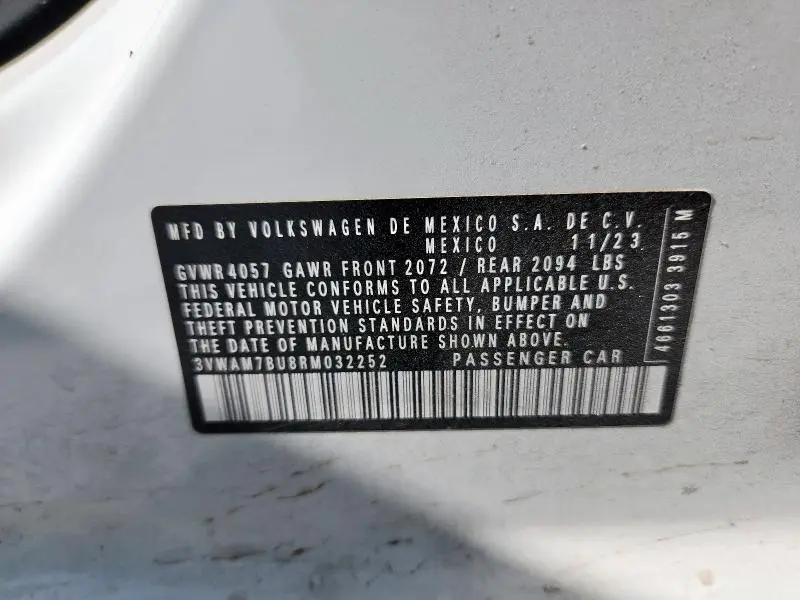 MFD BY VOLKSWAGEN DE MEXICO S.A. DE C.V.
MEXICO 11/23
GVWR 4057 GAWR FRONT 2072 / REAR 2094 LBS
THIS VEHICLE CONFORMS TO ALL APPLICABLE U.S.
FEDERAL MOTOR VEHICLE SAFETY, BUMPER AND
THEFT PREVENTION STANDARDS IN EFFECT ON
THE DATE OF MANUFACTURE SHOWN ABOVE.
3VWAM7BU8RM032252 PASSENGER CAR
4661303 3915 M